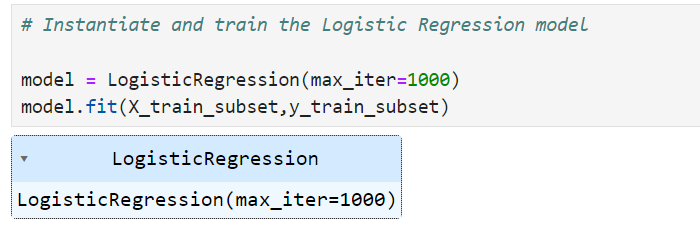 # Instantiate and train the Logistic Regression model
model = LogisticRegression(max_iter=1000)
model.fit(X_train_subset,y_train_subset)
LogisticRegression
LogisticRegression(max_iter=1000)